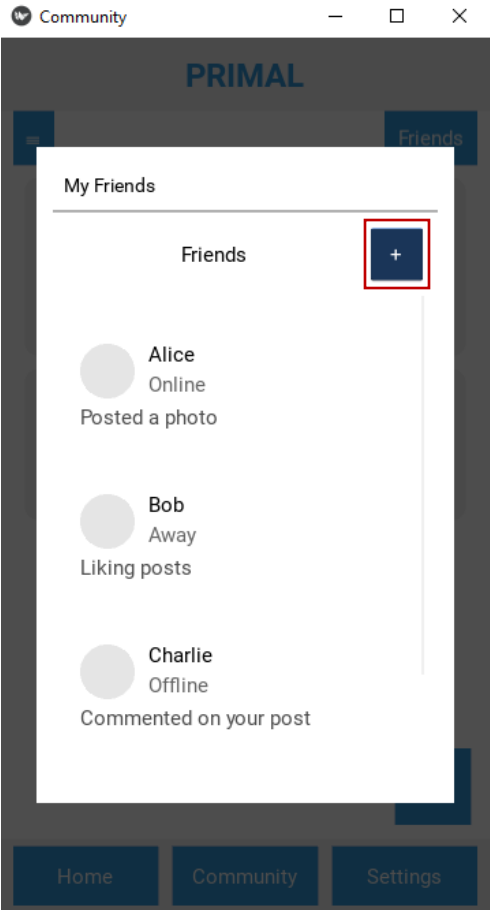 Community
PRIMAL
Friends
My Friends
Friends
+
Alice
Online
Posted a photo
Bob
Away
Liking posts
Charlie
Offline
Commented on your post
Home
Community
Settings